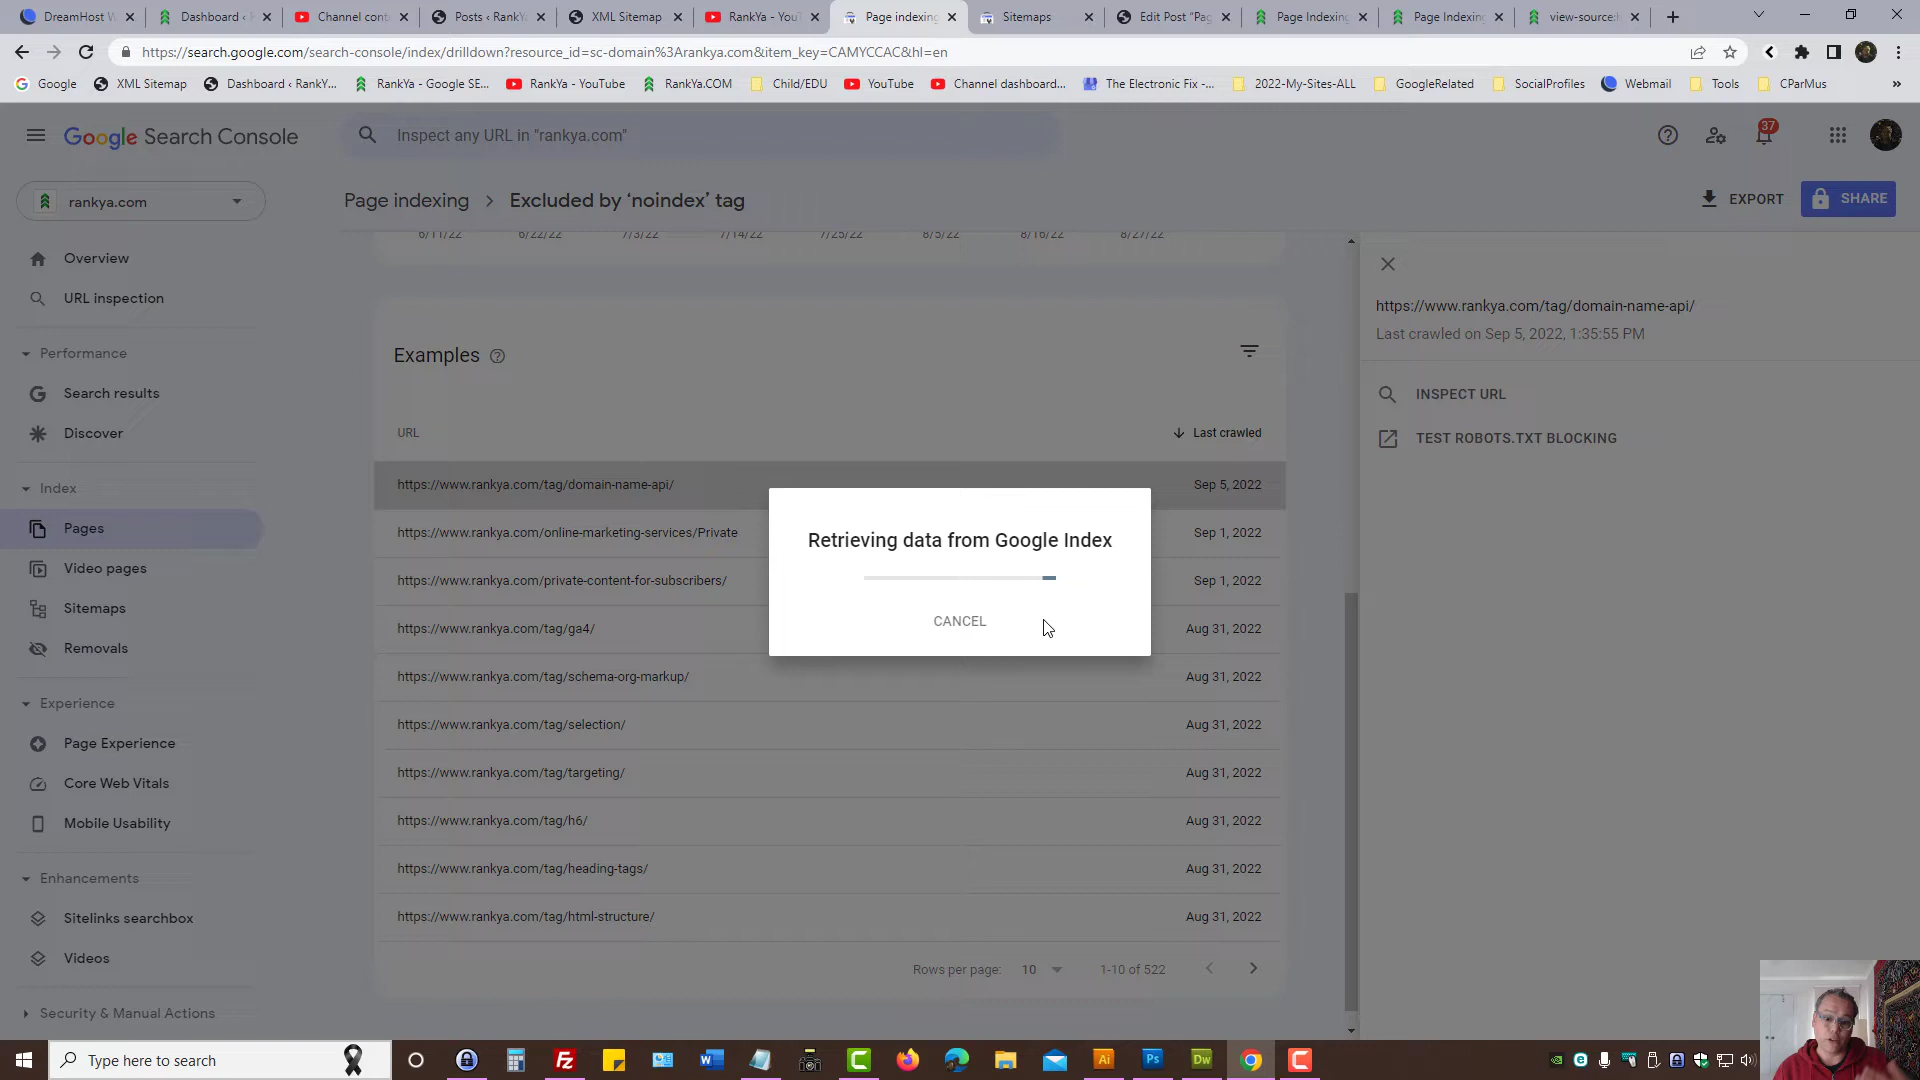 DreamHost W
Dashboard ‹ R
Channel cont
Posts ‹ RankY
XML Sitemap
RankYa - You
Page indexing
Sitemaps
Edit Post "Pag
Page Indexin
Page Indexin
view-source:h
https://search.google.com/search-console/index/drilldown?resource_id=sc-domain%3Arankya.com&item_key=CAMYCCAC&hl=en
Google
XML Sitemap
Dashboard ‹ RankY...
RankYa - Google SE...
RankYa - YouTube
RankYa.COM
Child/EDU
YouTube
Channel dashboard...
The Electronic Fix -...
2022-My-Sites-ALL
GoogleRelated
SocialProfiles
Webmail
Tools
CParMus
»
Google Search Console
Inspect any URL in "rankya.com"
37
rankya.com
Page indexing
Excluded by ‘noindex’ tag
EXPORT
SHARE
6/11/22
6/22/22
7/3/22
7/14/22
7/25/22
8/5/22
8/16/22
8/27/22
Overview
URL inspection
Performance
Search results
Discover
Index
Pages
Video pages
Sitemaps
Removals
Experience
Page Experience
Core Web Vitals
Mobile Usability
Enhancements
Sitelinks searchbox
Videos
Security & Manual Actions
Examples
URL
Last crawled
https://www.rankya.com/tag/domain-name-api/
Sep 5, 2022
https://www.rankya.com/online-marketing-services/Private
Sep 1, 2022
https://www.rankya.com/private-content-for-subscribers/
Sep 1, 2022
https://www.rankya.com/tag/ga4/
Aug 31, 2022
https://www.rankya.com/tag/schema-org-markup/
Aug 31, 2022
https://www.rankya.com/tag/selection/
Aug 31, 2022
https://www.rankya.com/tag/targeting/
Aug 31, 2022
https://www.rankya.com/tag/h6/
Aug 31, 2022
https://www.rankya.com/tag/heading-tags/
Aug 31, 2022
https://www.rankya.com/tag/html-structure/
Aug 31, 2022
Rows per page:
10
1-10 of 522
Retrieving data from Google Index
CANCEL
https://www.rankya.com/tag/domain-name-api/
Last crawled on Sep 5, 2022, 1:35:55 PM
INSPECT URL
TEST ROBOTS.TXT BLOCKING
Type here to search